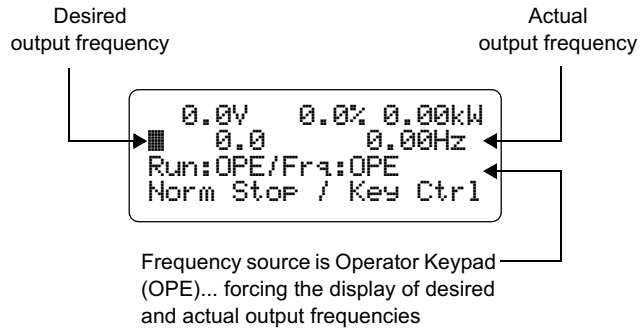 Desired
output frequency
Actual
output frequency
0.0V 0.0% 0.00kW
0.0 0.00Hz
Run:OPE/Frq:OPE
Norm Stop / Key Ctrl
Frequency source is Operator Keypad
(OPE)... forcing the display of desired
and actual output frequencies